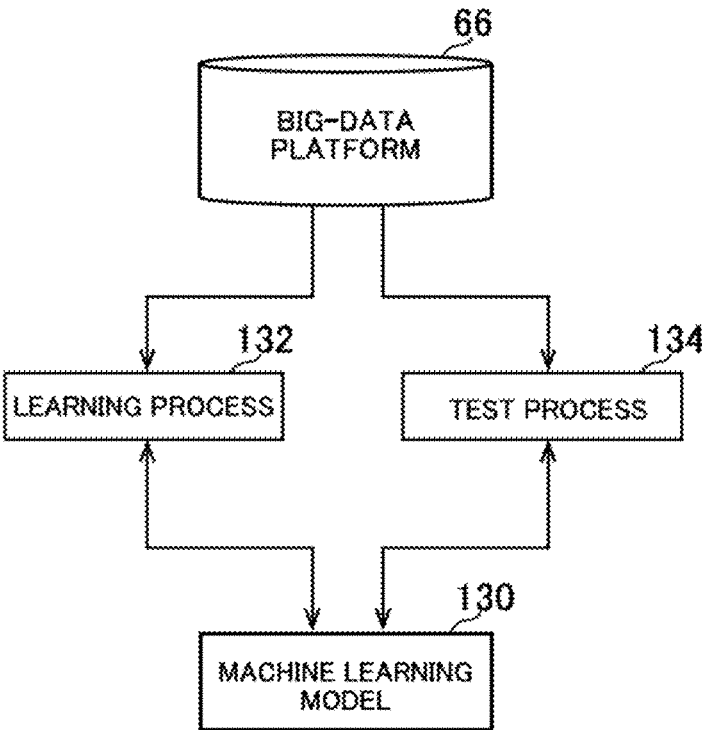 66
BIG-DATA
PLATFORM
132
134
LEARNING PROCESS
TEST PROCESS
130
MACHINE LEARNING
MODEL